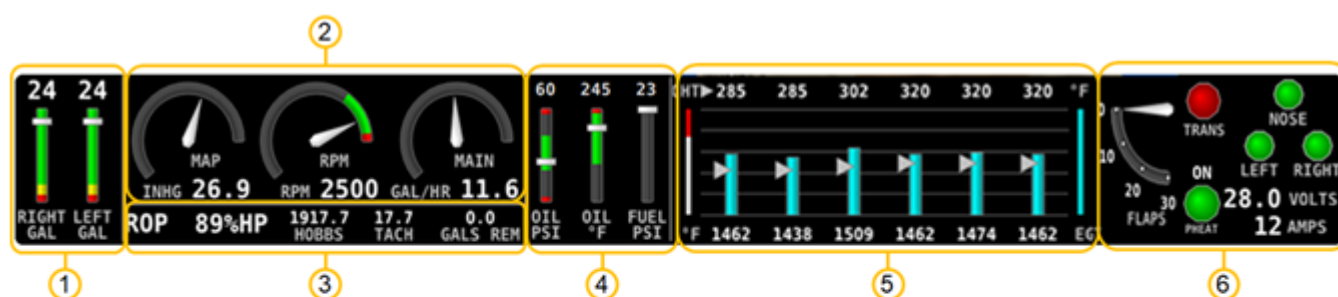 2
24 24
RIGHT GAL
LEFT GAL
1
MAP
INHG 26.9
RPM
RPM 2500
MAIN
GAL/HR 11.6
ROP 89%HP
1917.7 HOBBS
17.7 TACH
0.0 GALS REM
3
60 245 23
OIL PSI
OIL °F
FUEL PSI
4
CHT 285 285 302 320 320 320 °F
°F 1462 1438 1509 1462 1474 1462 EGT
5
0
10
20
30
FLAPS
TRANS
NOSE
LEFT RIGHT
ON
PHEAT
28.0 VOLTS
12 AMPS
6